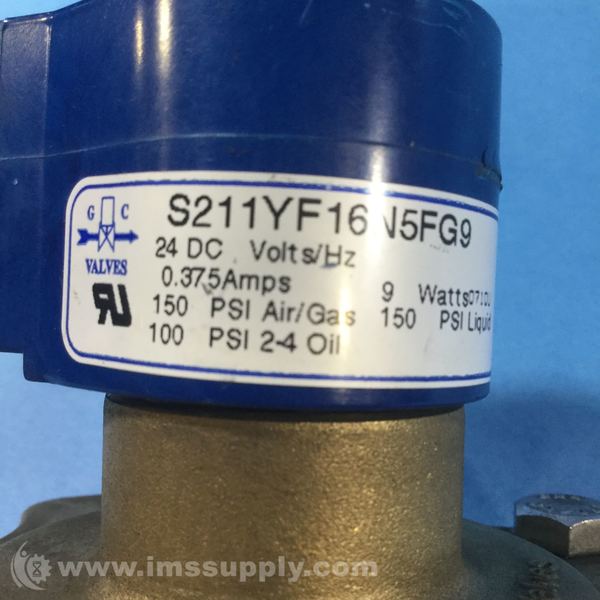 G C
VALVES
S211YF16N5FG9
24 DC Volts/Hz
0.375Amps 9 Watts
150 PSI Air/Gas 150 PSI Liquid
100 PSI 2-4 Oil
www.imssupply.com